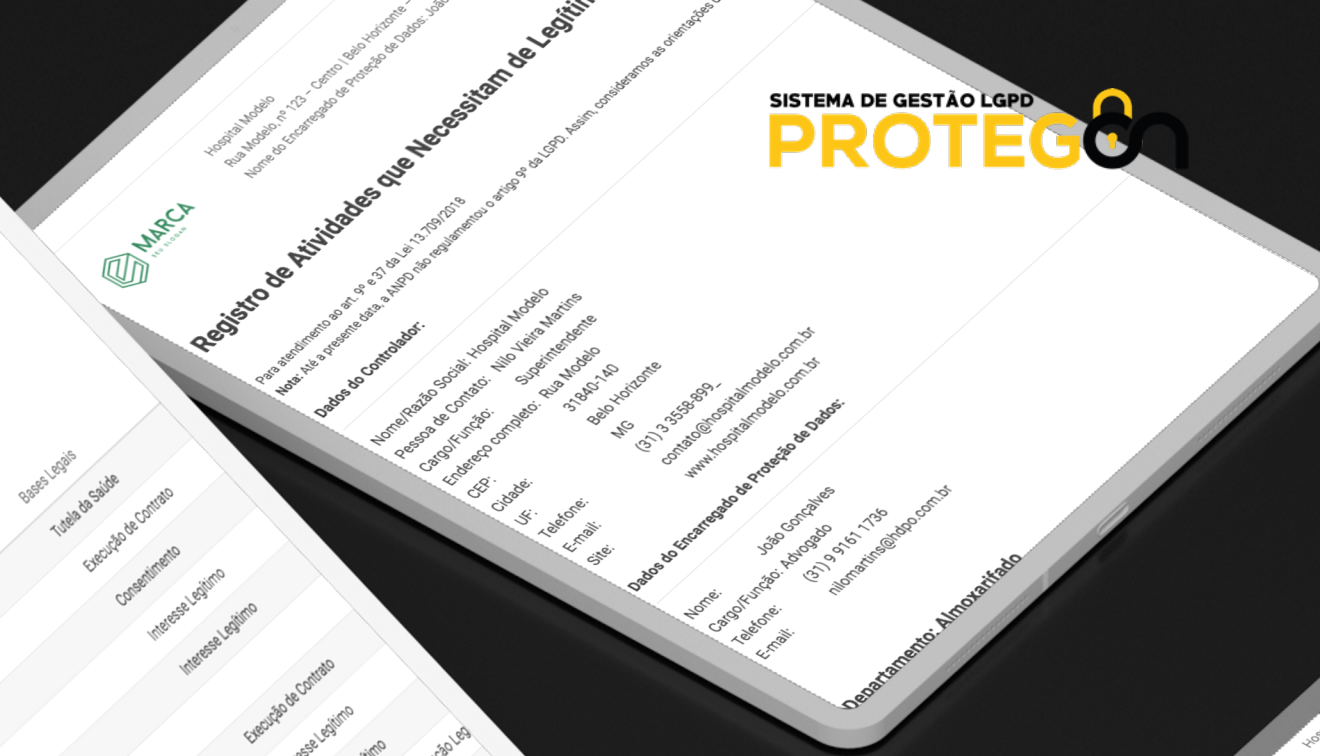 SISTEMA DE GESTÃO LGPD
PROTEGON
MARCA
SEU SLOGAN
Hospital Modelo
Rua Modelo, nº 123 – Centro | Belo Horizonte –
Nome do Encarregado de Proteção de Dados: João
Registro de Atividades que Necessitam de
Para atendimento ao art. 9º e 37 da Lei 13.709/2018
Nota: Até a presente data, a ANPD não regulamentou o artigo 9º da LGPD. Assim, consideramos as orientações
Dados do Controlador:
Nome/Razão Social: Hospital Modelo
Pessoa de Contato: Nilo Vieira Martins
Cargo/Função: Superintendente
Endereço completo: Rua Modelo
CEP: 31840-140
Cidade: Belo Horizonte
UF: MG
Telefone: (31) 3 3558-899_
E-mail: contato@hospitalmodelo.com.br
Site: www.hospitalmodelo.com.br
Dados do Encarregado de Proteção de Dados:
Nome: João Gonçalves
Cargo/Função: Advogado
Telefone: (31) 9 9161 1736
E-mail: nilomartins@hdpo.com.br
Departamento: Almoxarifado
Bases Legais
Tutela da Saúde
Execução de Contrato
Consentimento
Interesse Legítimo
Interesse Legítimo
Execução de Contrato
Legítimo